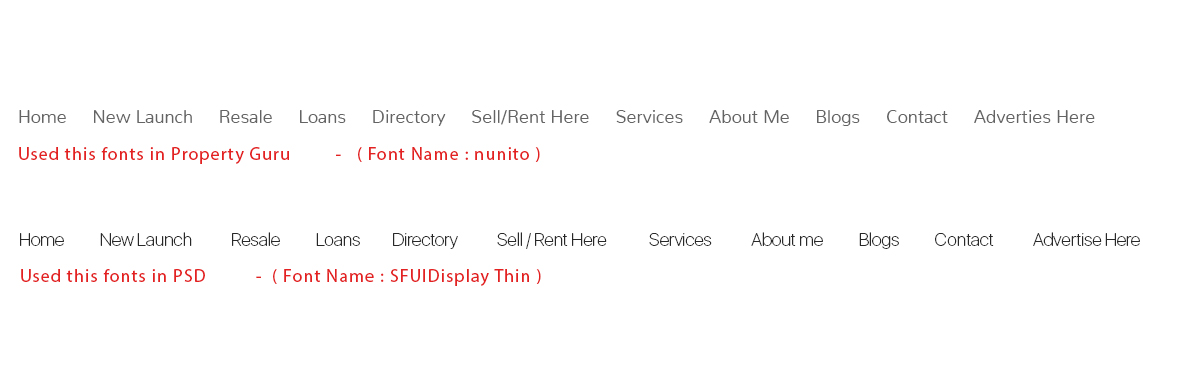 Home New Launch Resale Loans Directory Sell/Rent Here Services About Me Blogs Contact Adverties Here
Used this fonts in Property Guru - ( Font Name : nunito )
Home New Launch Resale Loans Directory Sell / Rent Here Services About me Blogs Contact Advertise Here
Used this fonts in PSD - ( Font Name : SFUIDisplay Thin )